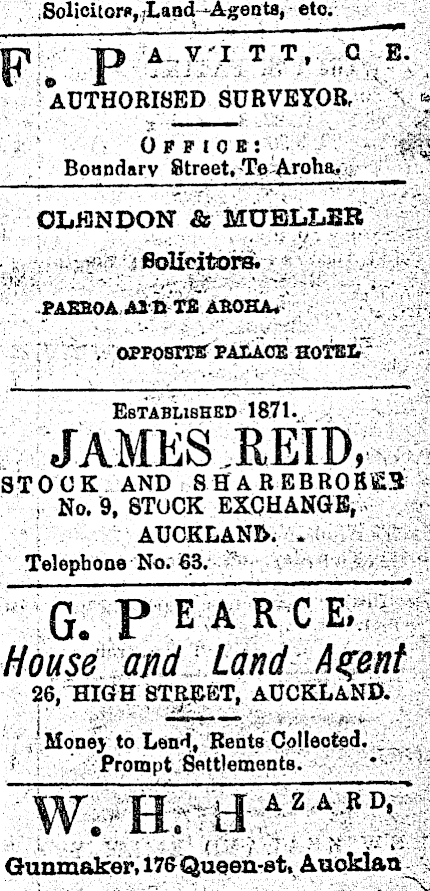 Solicitors, Land Agents, etc.
F. PAVITT, C.E.
AUTHORISED SURVEYOR,
OFFICE:
Boundary Street, Te Aroha.
CLENDON & MUELLER
Solicitors.
PAEROA AND TE AROHA,
OPPOSITE PALACE HOTEL
ESTABLISHED 1871.
JAMES REID,
STOCK AND SHAREBROKER
No. 9, STOCK EXCHANGE,
AUCKLAND.
Telephone No. 63.
G. PEARCE,
House and Land Agent
26, HIGH STREET, AUCKLAND.
Money to Lend, Rents Collected.
Prompt Settlements.
W. H. HAZARD,
Gunmaker, 176 Queen-st, Aucklan